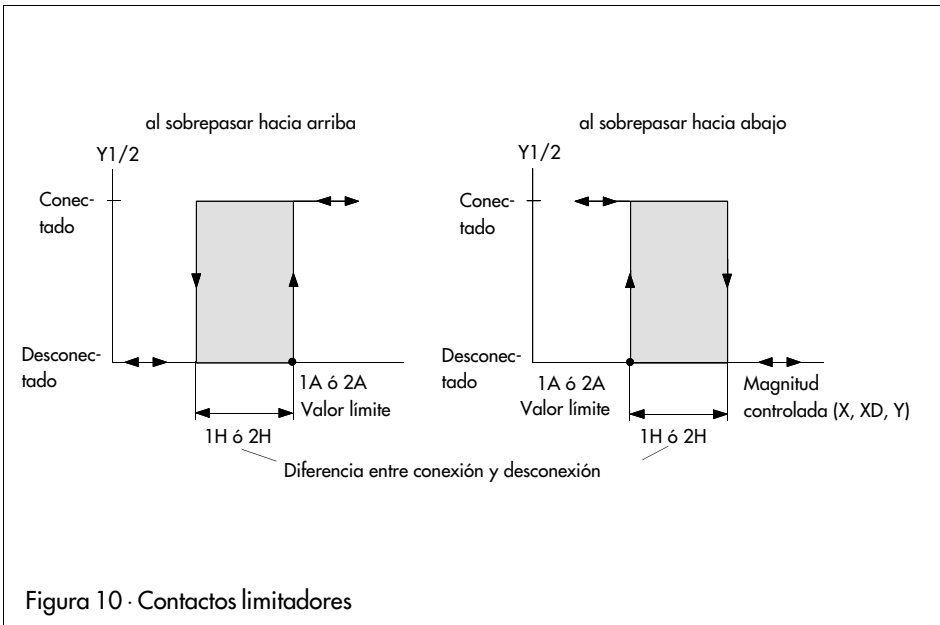 al sobrepasar hacia arriba
Y1/2
Conec-
tado
Desconec-
tado
1A ó 2A
Valor límite
1H ó 2H
al sobrepasar hacia abajo
Y1/2
Conec-
tado
Desconec-
tado
1A ó 2A
Valor límite
1H ó 2H
Magnitud
controlada (X, XD, Y)
Diferencia entre conexión y desconexión
Figura 10 · Contactos limitadores